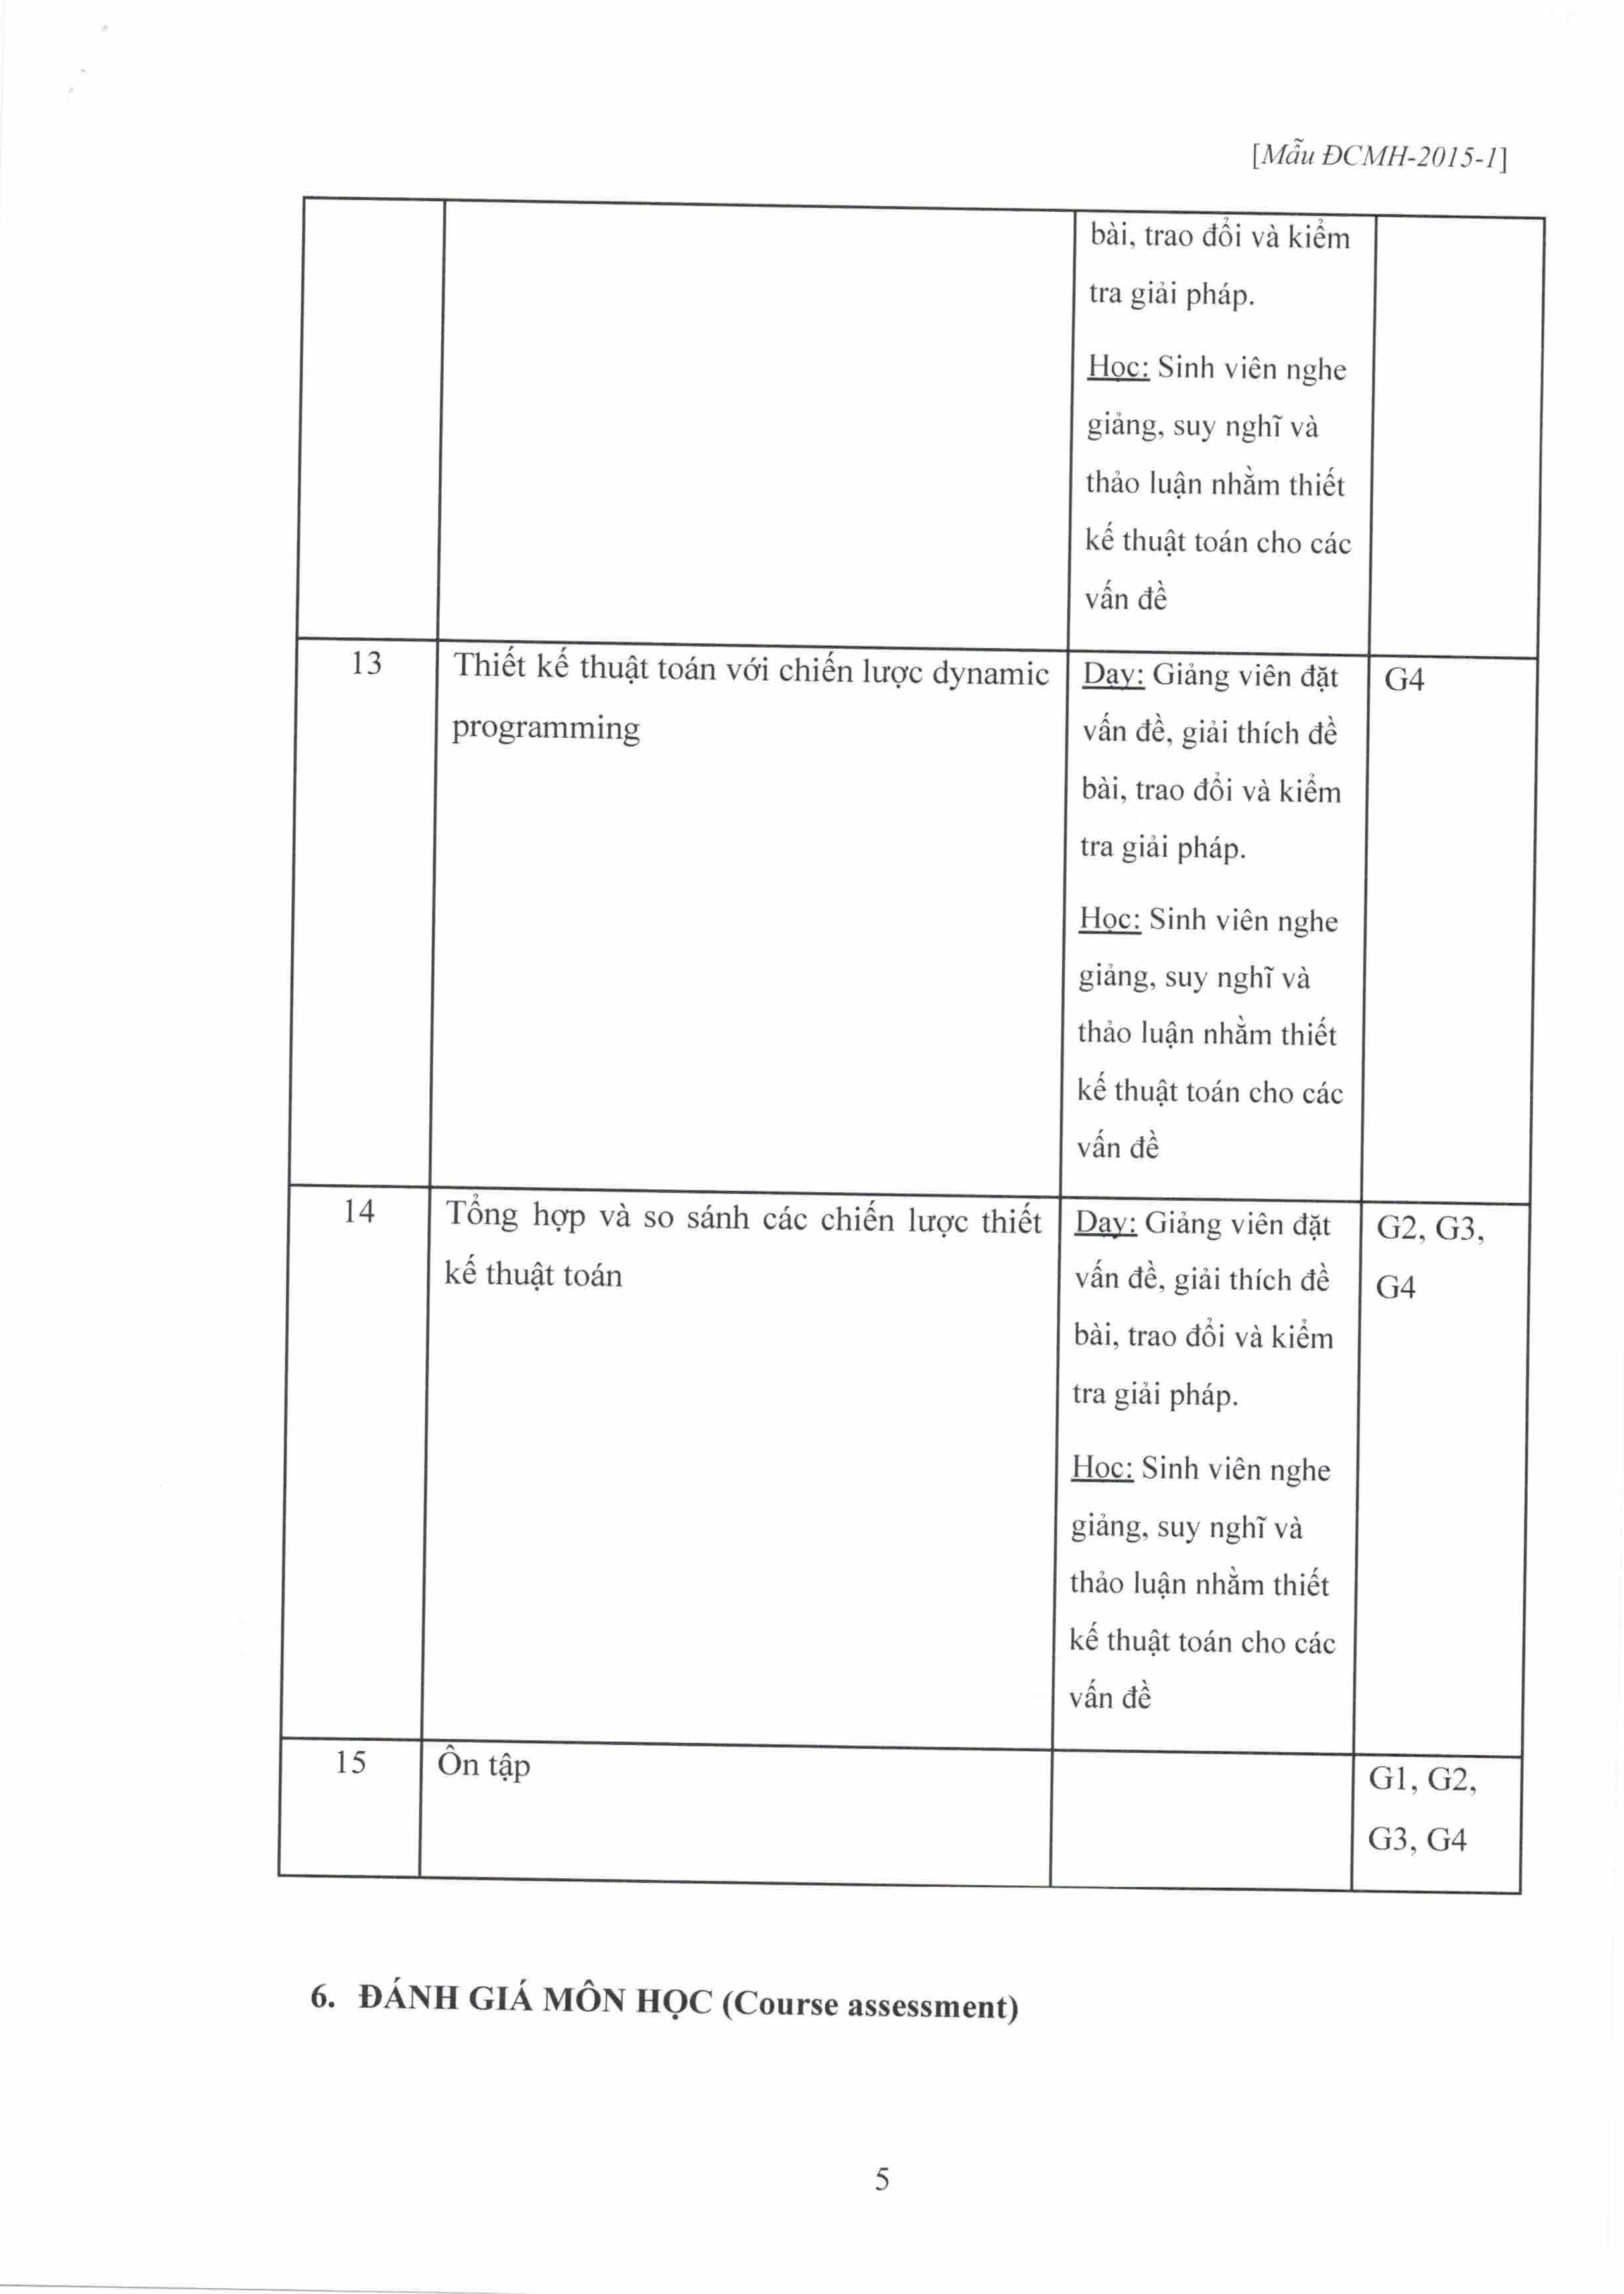 [Mẫu ĐCMH-2015-1]
bài, trao đổi và kiểm
tra giải pháp.
Học: Sinh viên nghe
giảng, suy nghĩ và
thảo luận nhằm thiết
kế thuật toán cho các
vấn đề
13
Thiết kế thuật toán với chiến lược dynamic
programming
Dạy: Giảng viên đặt
vấn đề, giải thích đề
bài, trao đổi và kiểm
tra giải pháp.
Học: Sinh viên nghe
giảng, suy nghĩ và
thảo luận nhằm thiết
kế thuật toán cho các
vấn đề
G4
14
Tổng hợp và so sánh các chiến lược thiết
kế thuật toán
Dạy: Giảng viên đặt
vấn đề, giải thích đề
bài, trao đổi và kiểm
tra giải pháp.
Học: Sinh viên nghe
giảng, suy nghĩ và
thảo luận nhằm thiết
kế thuật toán cho các
vấn đề
G2, G3,
G4
15
Ôn tập
G1, G2,
G3, G4
6. ĐÁNH GIÁ MÔN HỌC (Course assessment)
5